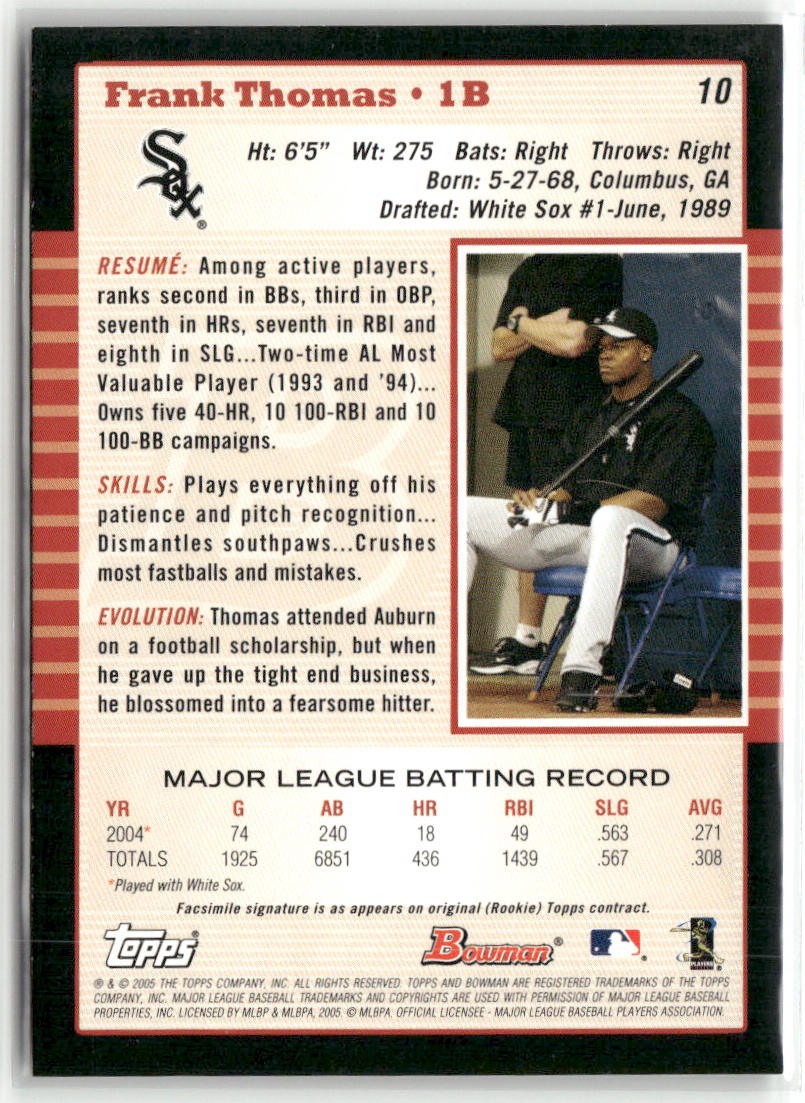 Frank Thomas • 1B
10
Sox®
Ht: 6'5" Wt: 275 Bats: Right Throws: Right
Born: 5-27-68, Columbus, GA
Drafted: White Sox #1-June, 1989
RESUMÉ: Among active players,
ranks second in BBs, third in OBP,
seventh in HRs, seventh in RBI and
eighth in SLG...Two-time AL Most
Valuable Player (1993 and '94)...
Owns five 40-HR, 10 100-RBI and 10
100-BB campaigns.
SKILLS: Plays everything off his
patience and pitch recognition...
Dismantles southpaws...Crushes
most fastballs and mistakes.
EVOLUTION: Thomas attended Auburn
on a football scholarship, but when
he gave up the tight end business,
he blossomed into a fearsome hitter.
MAJOR LEAGUE BATTING RECORD
YR G AB HR RBI SLG AVG
2004* 74 240 18 49 .563 .271
TOTALS 1925 6851 436 1439 .567 .308
*Played with White Sox.
Facsimile signature is as appears on original (Rookie) Topps contract.
Topps® Bowman® ® PLAYERS ®
® & © 2005 THE TOPPS COMPANY, INC. ALL RIGHTS RESERVED. TOPPS AND BOWMAN ARE REGISTERED TRADEMARKS OF THE TOPPS
COMPANY, INC. MAJOR LEAGUE BASEBALL TRADEMARKS AND COPYRIGHTS ARE USED WITH PERMISSION OF MAJOR LEAGUE BASEBALL
PROPERTIES, INC. LICENSED BY MLBP & MLBPA, 2005. © MLBPA. OFFICIAL LICENSEE - MAJOR LEAGUE BASEBALL PLAYERS ASSOCIATION.